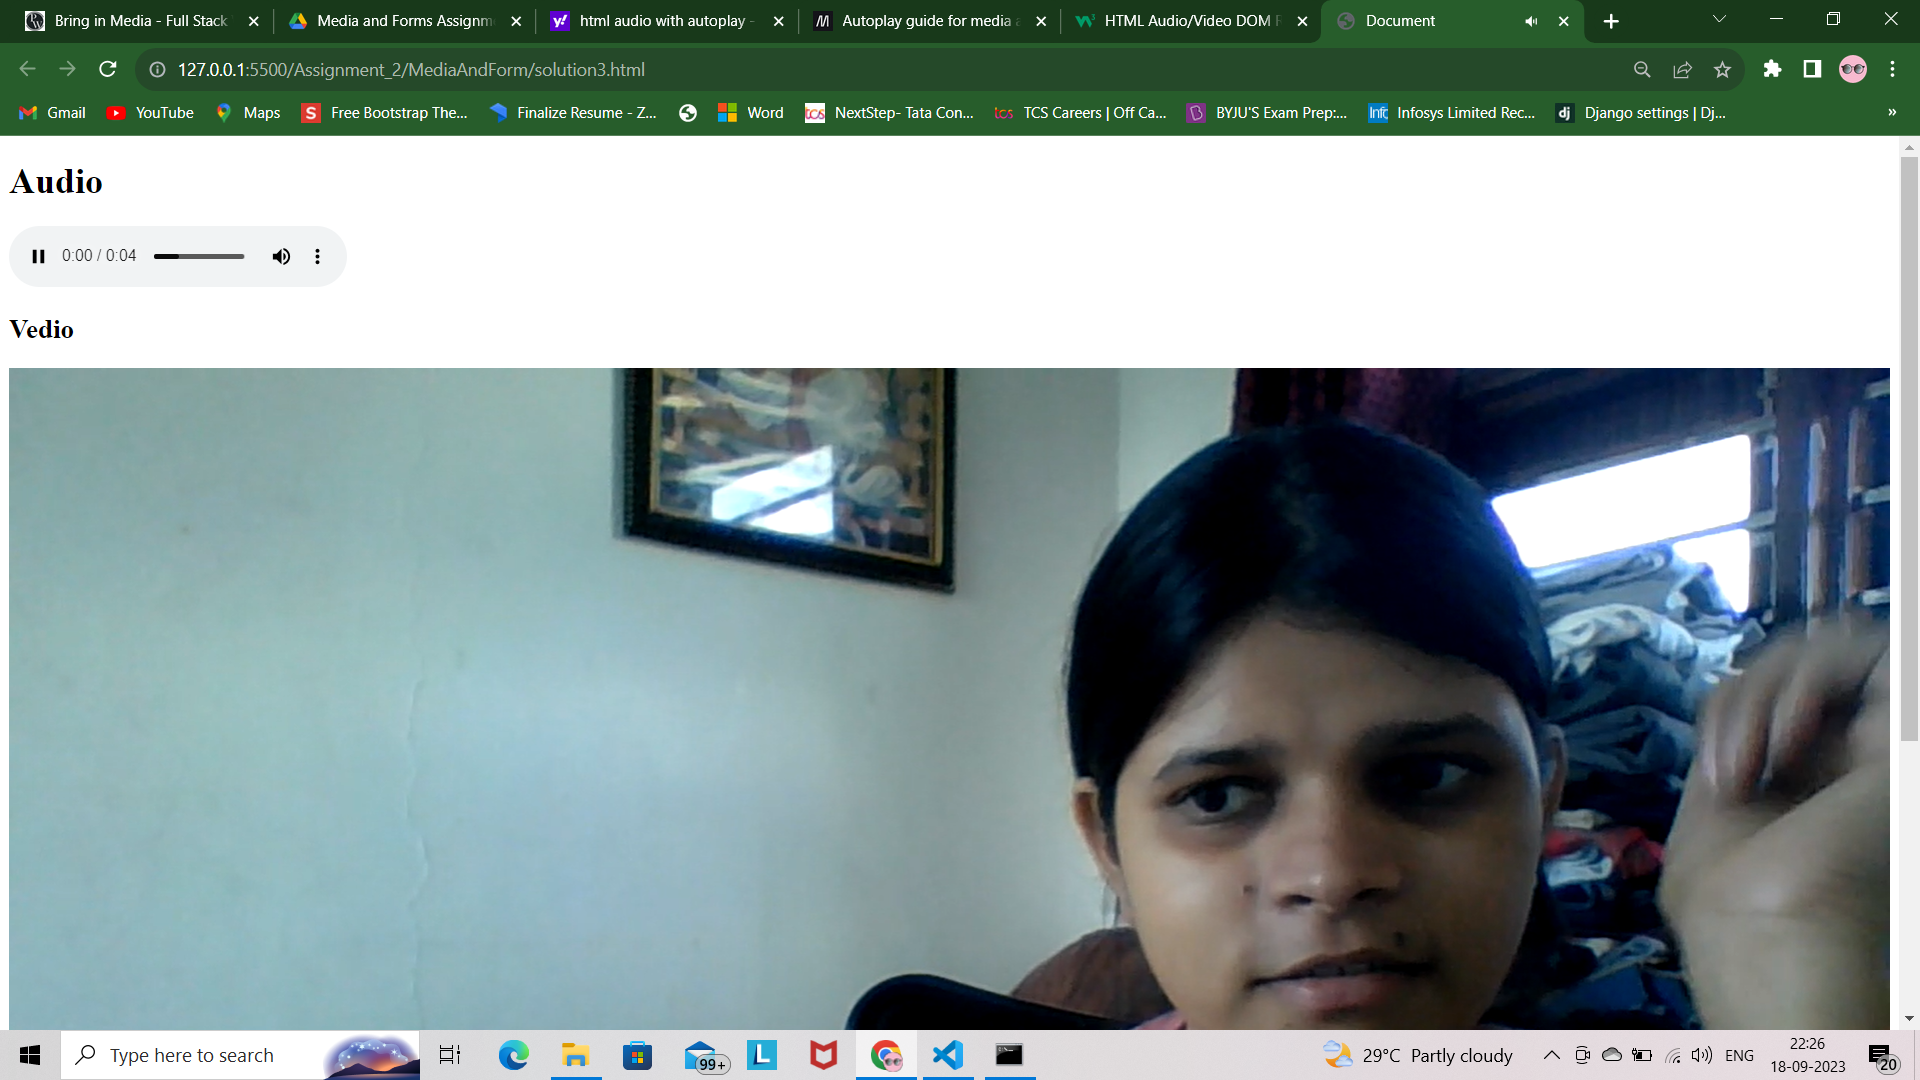 Bring in Media - Full Stack
Media and Forms Assignm
html audio with autoplay -
Autoplay guide for media a
HTML Audio/Video DOM R
Document
127.0.0.1:5500/Assignment_2/MediaAndForm/solution3.html
Gmail
YouTube
Maps
S Free Bootstrap The...
Finalize Resume - Z...
Word
tcs NextStep- Tata Con...
tcs TCS Careers | Off Ca...
B BYJU'S Exam Prep:...
Infc Infosys Limited Rec...
dj Django settings | Dj...
»
Audio
0:00 / 0:04
Vedio
Type here to search
99+
L
29°C Partly cloudy
ENG
22:26
18-09-2023
20